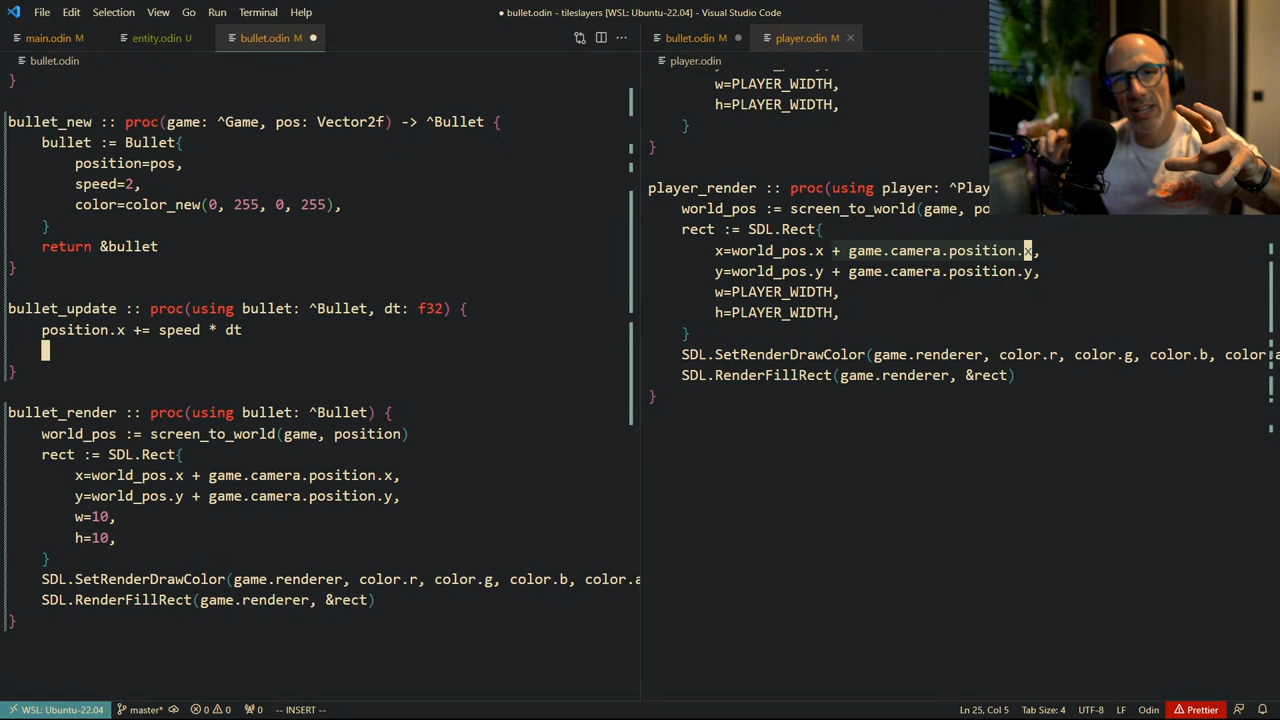 File Edit Selection View Go Run Terminal Help
● bullet.odin - tileslayers [WSL: Ubuntu-22.04] - Visual Studio Code
main.odin M entity.odin U bullet.odin M ●
bullet.odin
}
bullet_new :: proc(game: ^Game, pos: Vector2f) -> ^Bullet {
bullet := Bullet{
position=pos,
speed=2,
color=color_new(0, 255, 0, 255),
}
return &bullet
}
bullet_update :: proc(using bullet: ^Bullet, dt: f32) {
position.x += speed * dt
}
bullet_render :: proc(using bullet: ^Bullet) {
world_pos := screen_to_world(game, position)
rect := SDL.Rect{
x=world_pos.x + game.camera.position.x,
y=world_pos.y + game.camera.position.y,
w=10,
h=10,
}
SDL.SetRenderDrawColor(game.renderer, color.r, color.g, color.b, color.a
SDL.RenderFillRect(game.renderer, &rect)
}
bullet.odin M ● player.odin M
player.odin
w=PLAYER_WIDTH,
h=PLAYER_WIDTH,
}
}
player_render :: proc(using player: ^Play
world_pos := screen_to_world(game, po
rect := SDL.Rect{
x=world_pos.x + game.camera.position.x,
y=world_pos.y + game.camera.position.y,
w=PLAYER_WIDTH,
h=PLAYER_WIDTH,
}
SDL.SetRenderDrawColor(game.renderer, color.r, color.g, color.b, color.a
SDL.RenderFillRect(game.renderer, &rect)
}
WSL: Ubuntu-22.04 master* 0 0 0 -- INSERT -- Ln 25, Col 5 Tab Size: 4 UTF-8 LF Odin Prettier